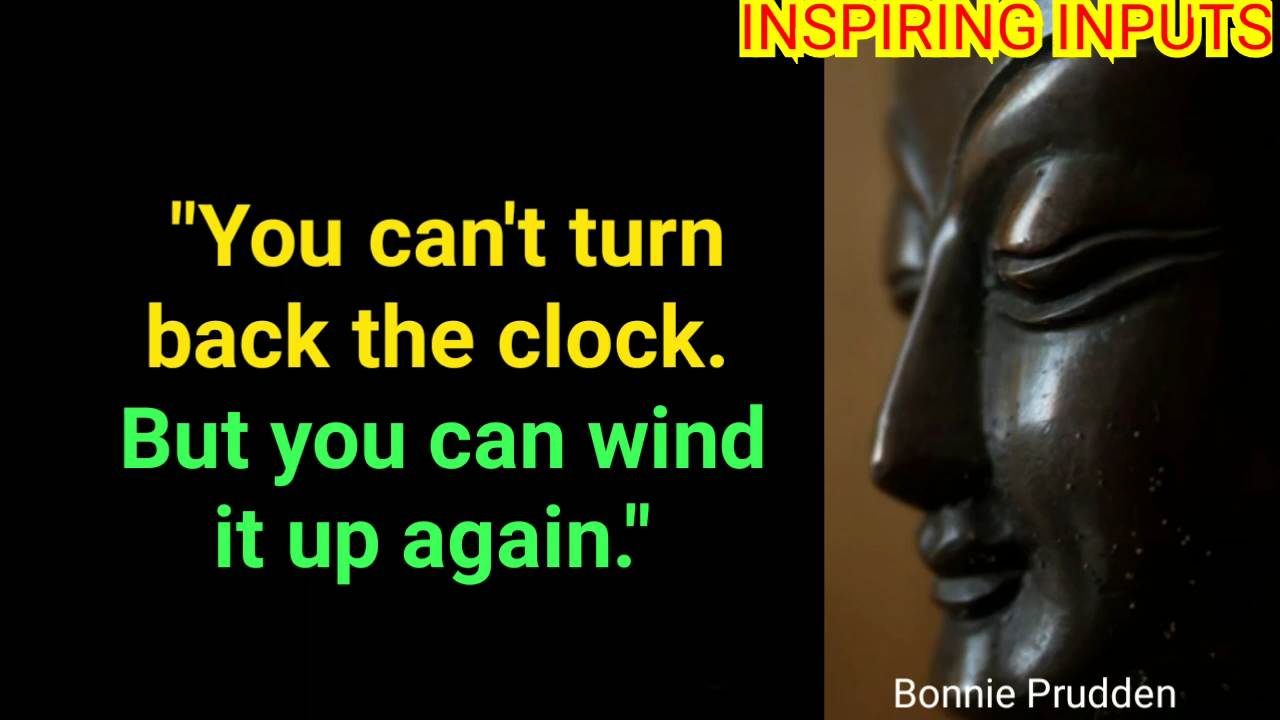 INSPIRING INPUTS
"You can't turn
back the clock.
But you can wind
it up again."
Bonnie Prudden